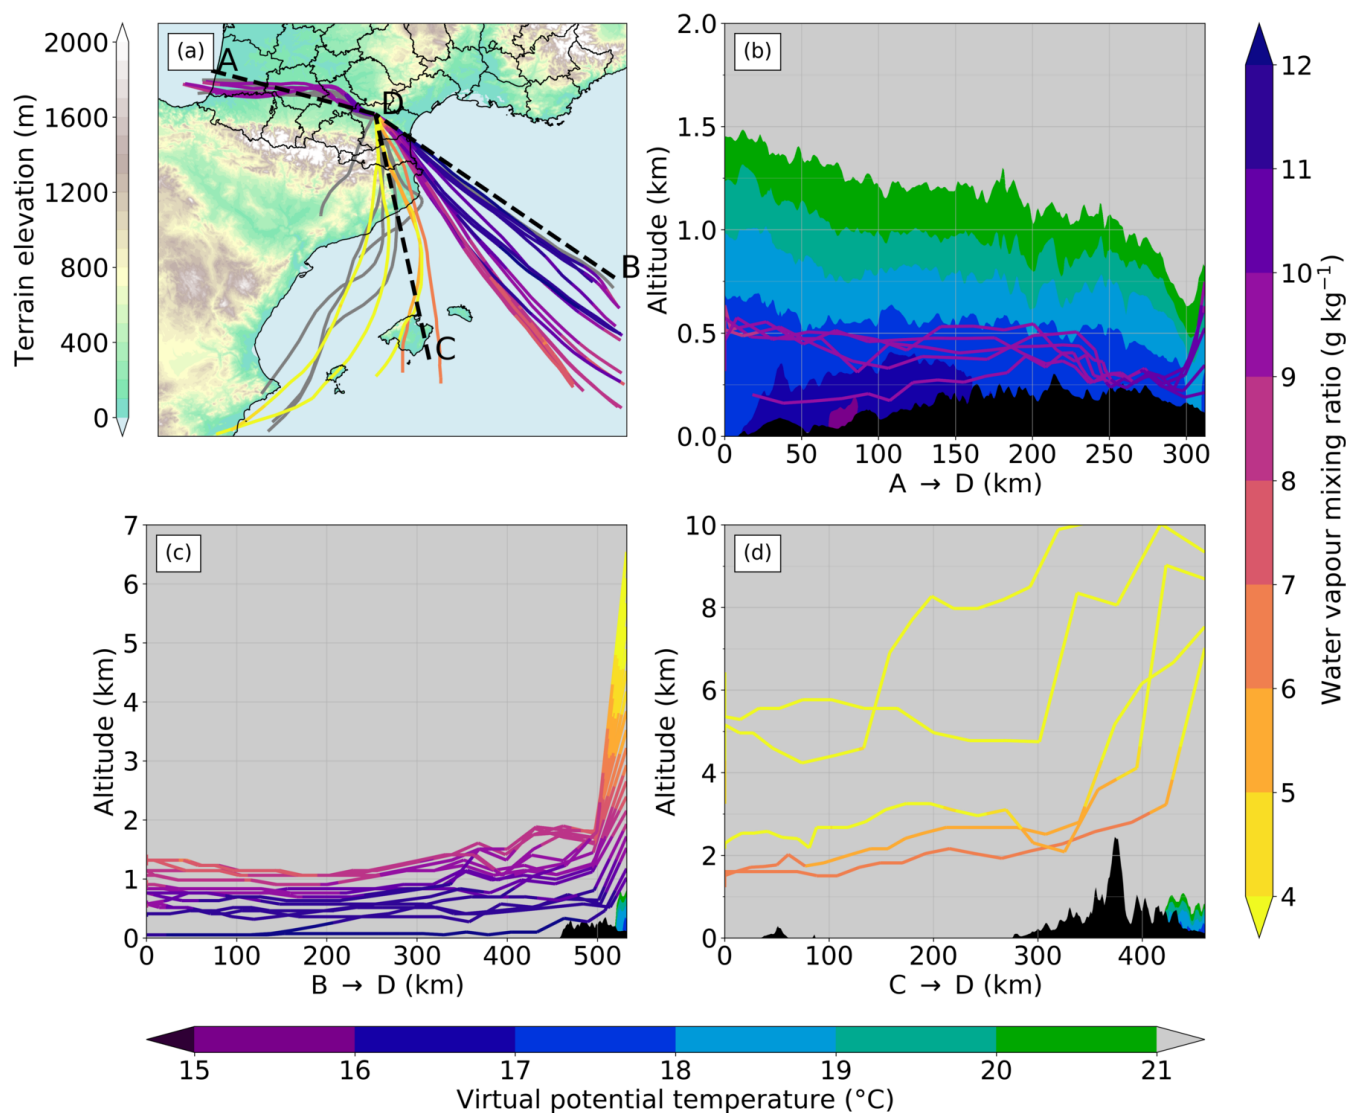 (a)
A
D
B
C
2000
1600
1200
800
400
0
Terrain elevation (m)
(b)
2.0
1.5
1.0
0.5
0.0
Altitude (km)
0 50 100 150 200 250 300
A → D (km)
12
11
10
9
8
7
6
5
4
Water vapour mixing ratio (g kg⁻¹)
(c)
7
6
5
4
3
2
1
0
Altitude (km)
0 100 200 300 400 500
B → D (km)
(d)
10
8
6
4
2
0
Altitude (km)
0 100 200 300 400
C → D (km)
15 16 17 18 19 20 21
Virtual potential temperature (°C)